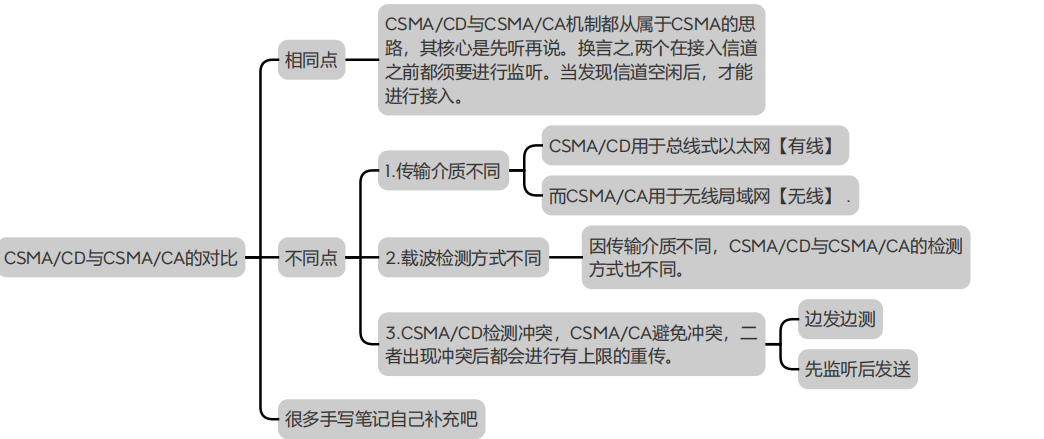 CSMA/CD与CSMA/CA的对比
相同点
CSMA/CD与CSMA/CA机制都从属于CSMA的思
路，其核心是先听再说。换言之,两个在接入信道
之前都须要进行监听。当发现信道空闲后，才能
进行接入。
不同点
1.传输介质不同
CSMA/CD用于总线式以太网【有线】
而CSMA/CA用于无线局域网【无线】 .
2.载波检测方式不同
因传输介质不同，CSMA/CD与CSMA/CA的检测
方式也不同。
3.CSMA/CD检测冲突，CSMA/CA避免冲突，二
者出现冲突后都会进行有上限的重传。
边发边测
先监听后发送
很多手写笔记自己补充吧